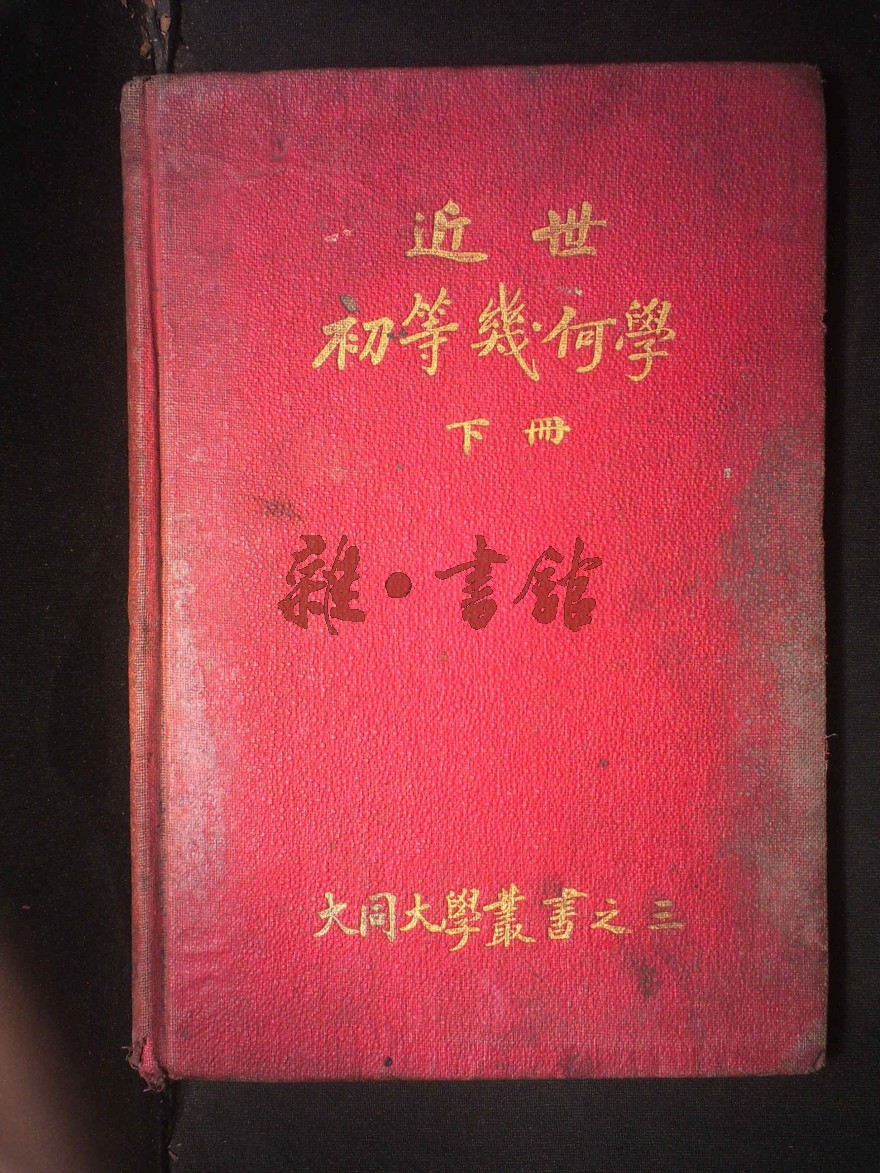 近世
初等幾何學
下冊
雜·書館
大同大學叢書之三